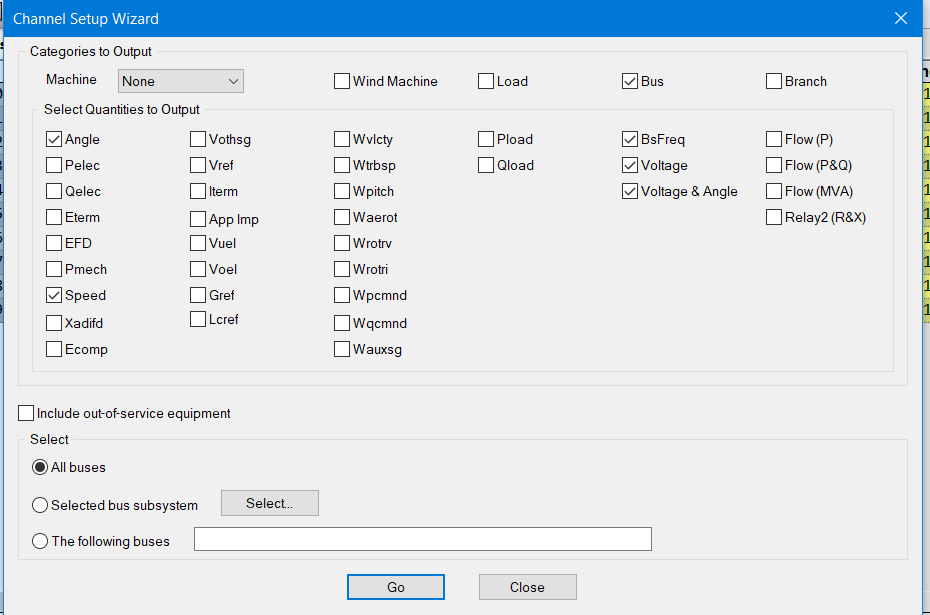 Channel Setup Wizard
Categories to Output
Machine None Wind Machine Load Bus Branch
Select Quantities to Output
Angle Vothsg Wvlcty Pload BsFreq Flow (P)
Pelec Vref Wtrbsp Qload Voltage Flow (P&Q)
Qelec Iterm Wpitch Voltage & Angle Flow (MVA)
Eterm App Imp Waerot Relay2 (R&X)
EFD Vuel Wrotrv
Pmech Voel Wrotri
Speed Gref Wpcmnd
Xadifd Lcref Wqcmnd
Ecomp Wauxsg
Include out-of-service equipment
Select
All buses
Selected bus subsystem Select...
The following buses
Go Close